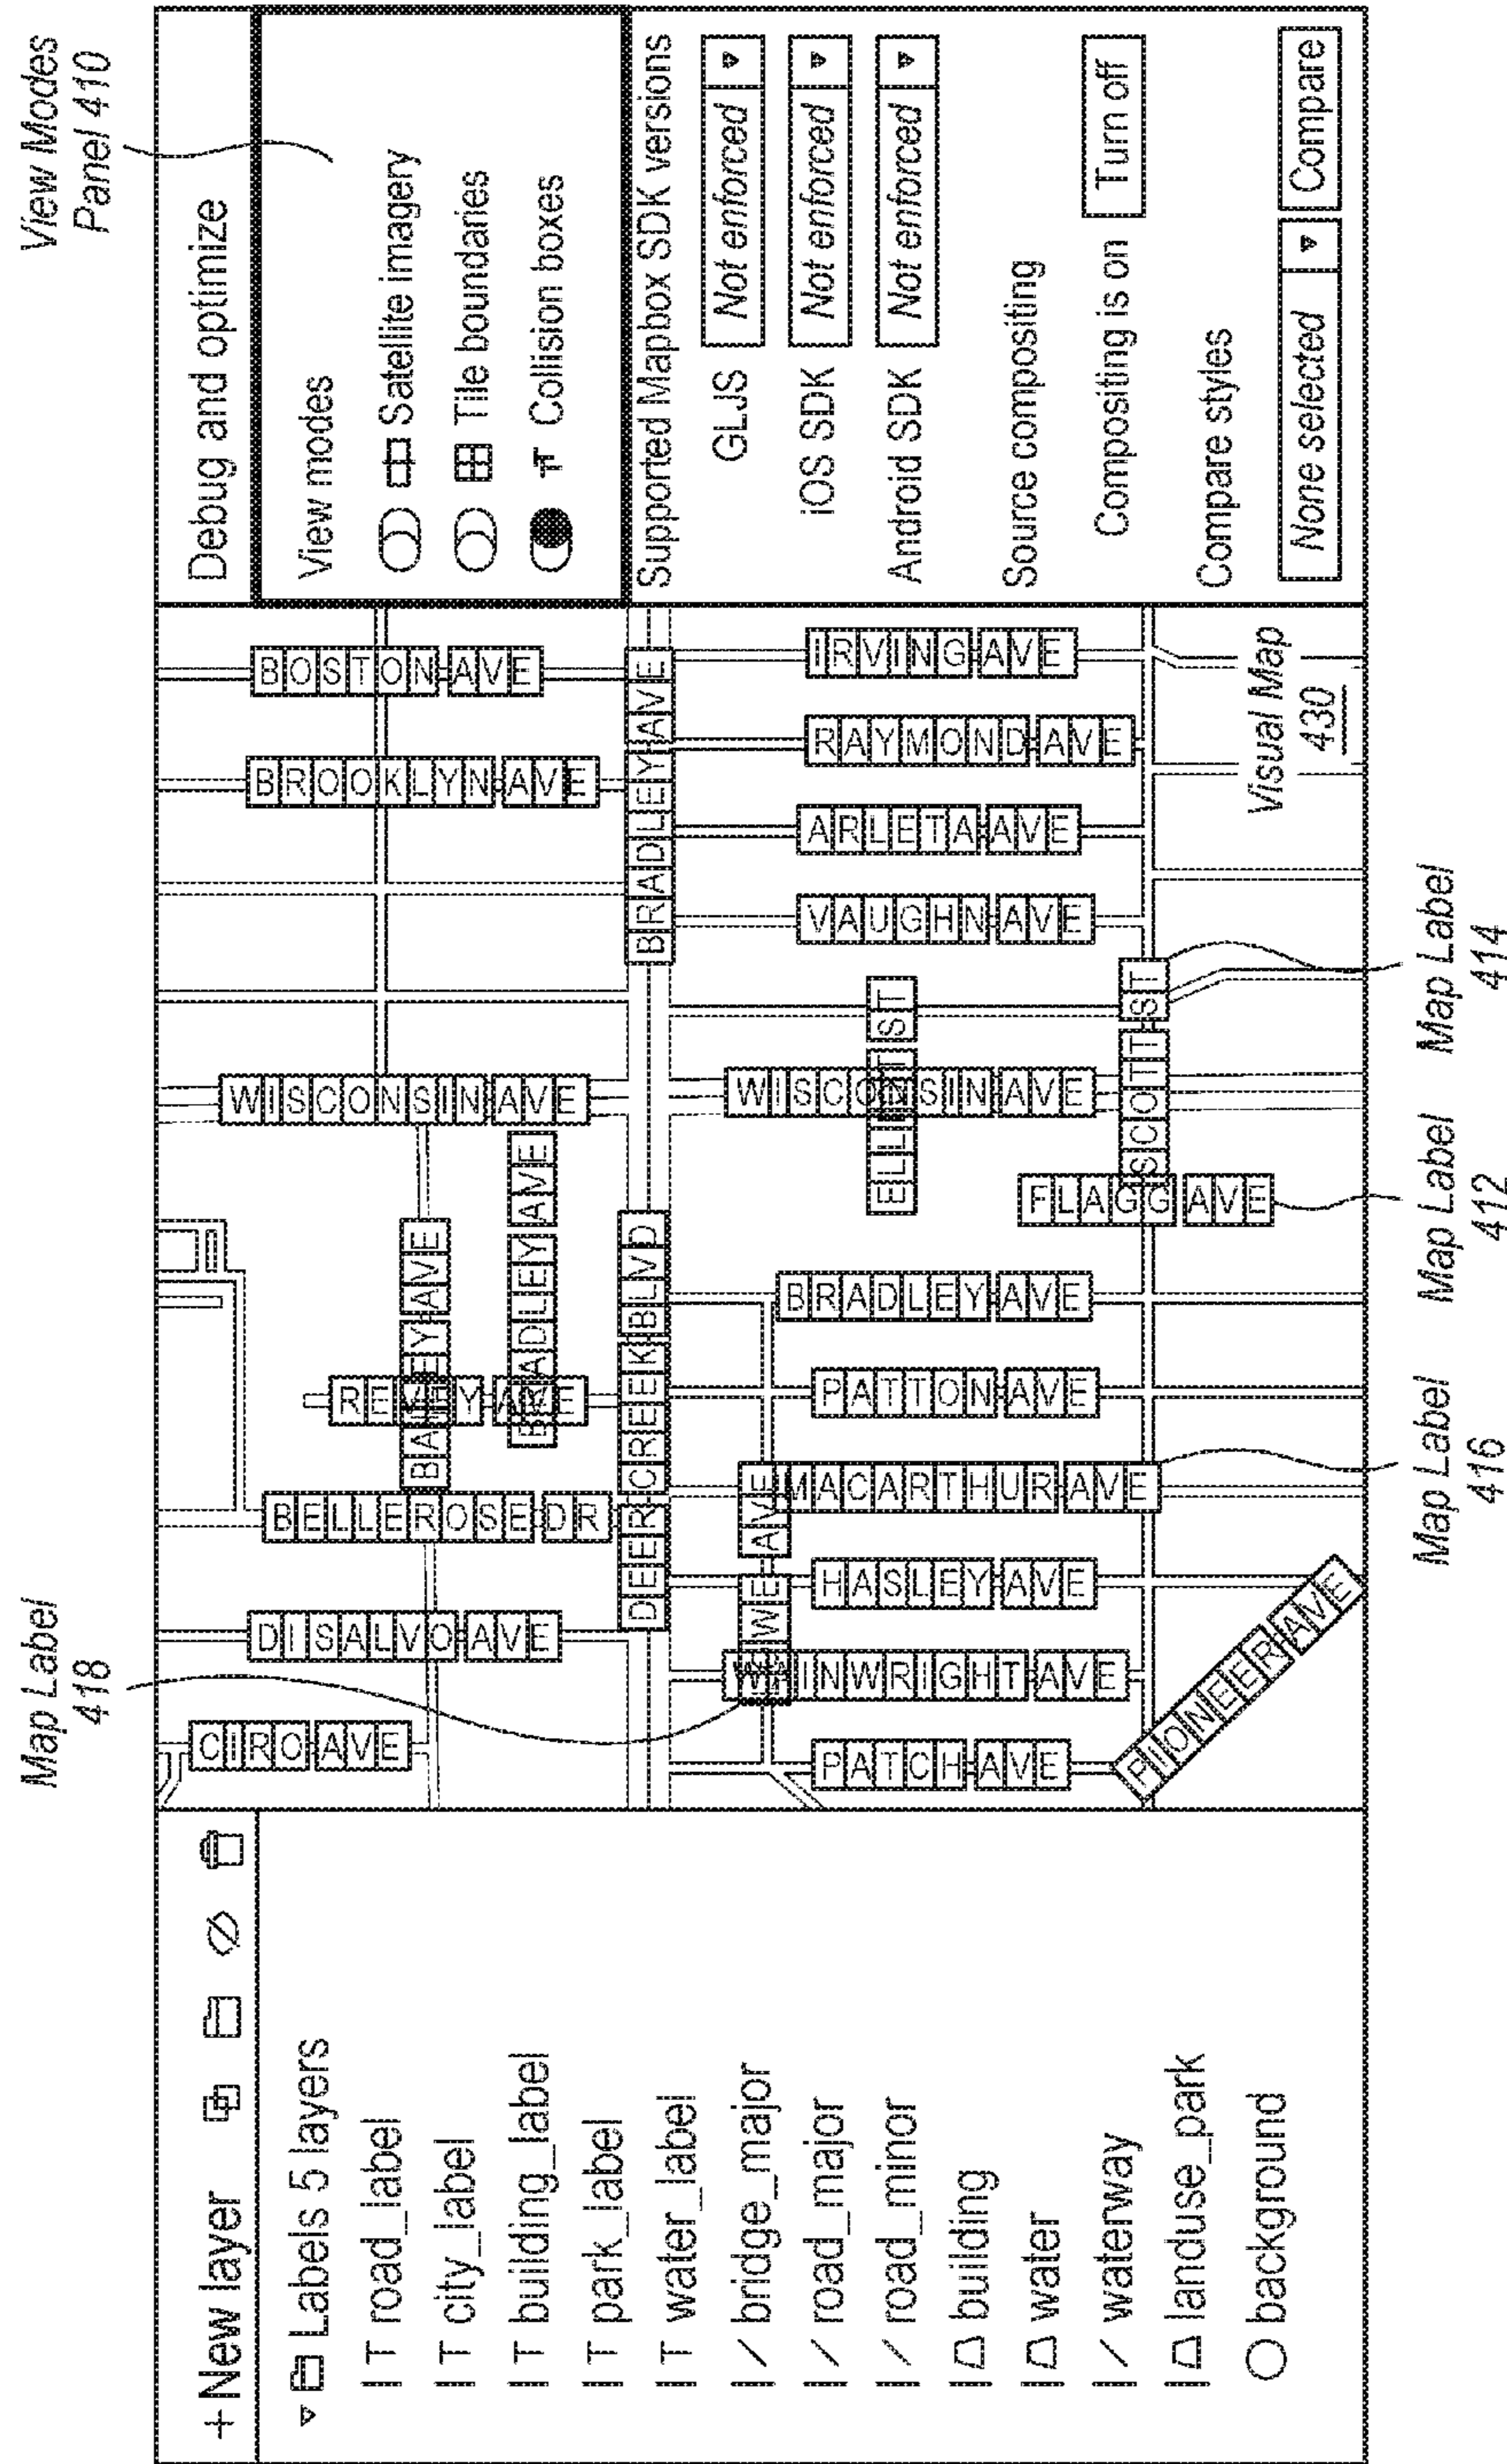 View Modes
Panel 410
Map Label
418
+ New layer
Labels 5 layers
T road_label
T city_label
T building_label
T park_label
T water_label
bridge_major
road_major
road_minor
building
water
waterway
landuse_park
background
CIRO AVE
DISALVO AVE
BELLEROSE DR
BAILEY AVE
BRADLEY AVE
WISCONSIN AVE
BROOKLYN AVE
BOSTON AVE
DEER CREEK BLVD
BRADLEY AVE
PATCH AVE
WAINWRIGHT AVE
HASLEY AVE
AVE
MACARTHUR AVE
PATTON AVE
BRADLEY AVE
FLAGG AVE
WISCONSIN AVE
ELLIOTT ST
SCOTT ST
VAUGHN AVE
ARLETA AVE
RAYMOND AVE
IRVING AVE
PIONEER AVE
Visual Map
430
Debug and optimize
View modes
Satellite imagery
Tile boundaries
T Collision boxes
Supported Mapbox SDK versions
GLJS Not enforced
iOS SDK Not enforced
Android SDK Not enforced
Source compositing
Compositing is on Turn off
Compare styles
None selected Compare
Map Label
416
Map Label
412
Map Label
414